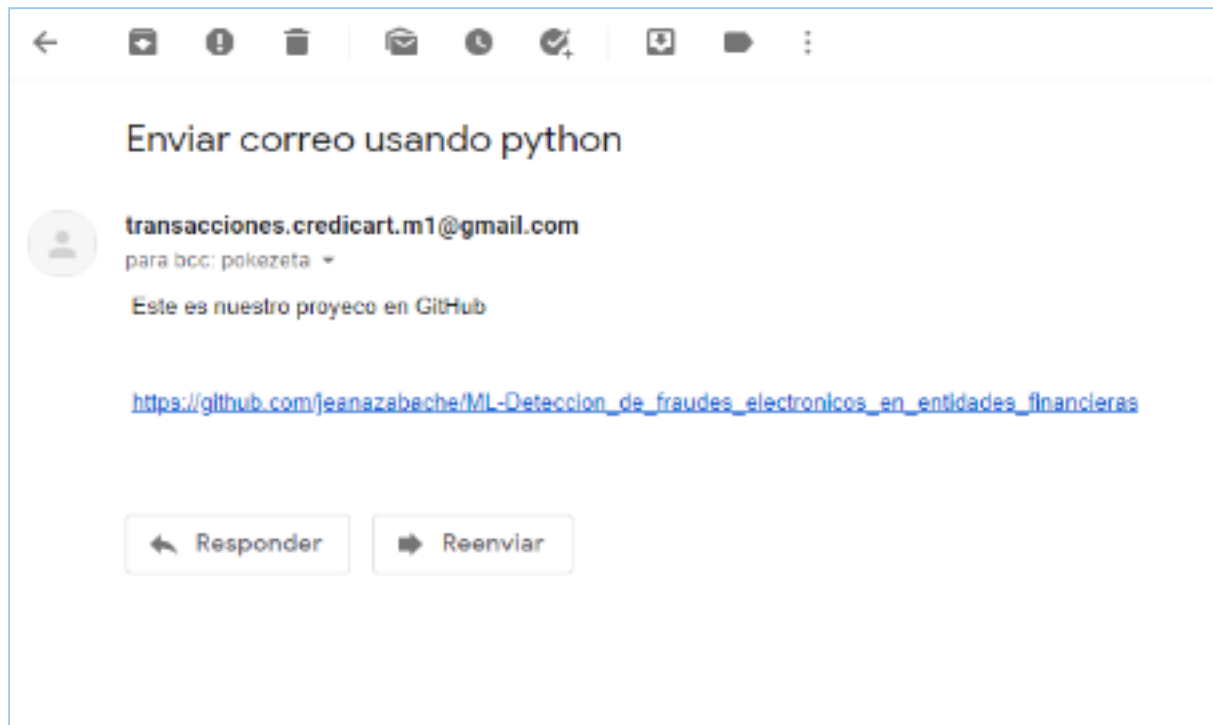 Enviar correo usando python
transacciones.credicart.m1@gmail.com
para bcc: pokezeta
Este es nuestro proyeco en GitHub
https://github.com/jeanazabache/ML-Deteccion_de_fraudes_electronicos_en_entidades_financieras
Responder
Reenviar